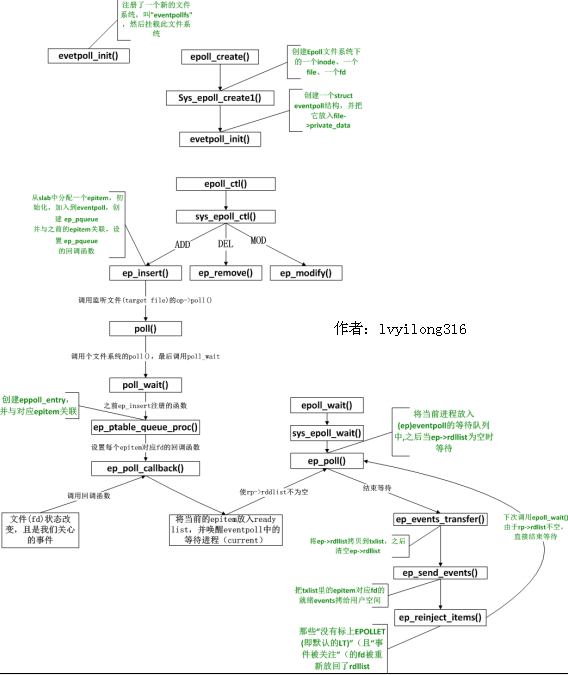 注册了一个新的文件
系统，叫"eventpollfs"
，然后挂载此文件系
统
evetpoll_init()
epoll_create()
创建Epoll文件系统下
的一个inode、一个
file、一个fd
Sys_epoll_create1()
创建一个struct
eventpoll结构，并把
它放入file-
>private_data
evetpoll_init()
epoll_ctl()
从slab中分配一个epitem，初
始化，加入到eventpoll，创
建 ep_pqueue
并与之前的epitem关联，设
置 ep_pqueue
的回调函数
sys_epoll_ctl()
ADD
DEL
MOD
ep_insert()
ep_remove()
ep_modify()
调用监听文件(target file)的op->poll()
poll()
作者：lvyilong316
调用个文件系统的poll()，最后调用poll_wait
poll_wait()
创建eppoll_entry，
并与对应epitem关联
之前ep_insert注册的函数
ep_ptable_queue_proc()
设置每个epitem对应fd的回调函数
ep_poll_callback()
调用回调函数
文件(fd)状态改
变，且是我们关心
的事件
将当前的epitem放入ready
list，并唤醒eventpoll中的
等待进程（current）
使rp->rddlist不为空
epoll_wait()
sys_epoll_wait()
将当前进程放入
(ep)eventpoll的等待队列
中,之后当ep->rdllist为空时
等待
ep_poll()
结束等待
下次调用epoll_wait()
由于rp->rdlist不空，
直接结束等待
ep_events_transfer()
将ep->rdllist拷贝到txlist，之后
清空ep->rdllist
ep_send_events()
把txlist里的epitem对应fd的
就绪events拷给用户空间
ep_reinject_items()
那些"没有标上EPOLLET
(即默认的LT)"（且"事
件被关注"（的fd被重
新放回了rdllist